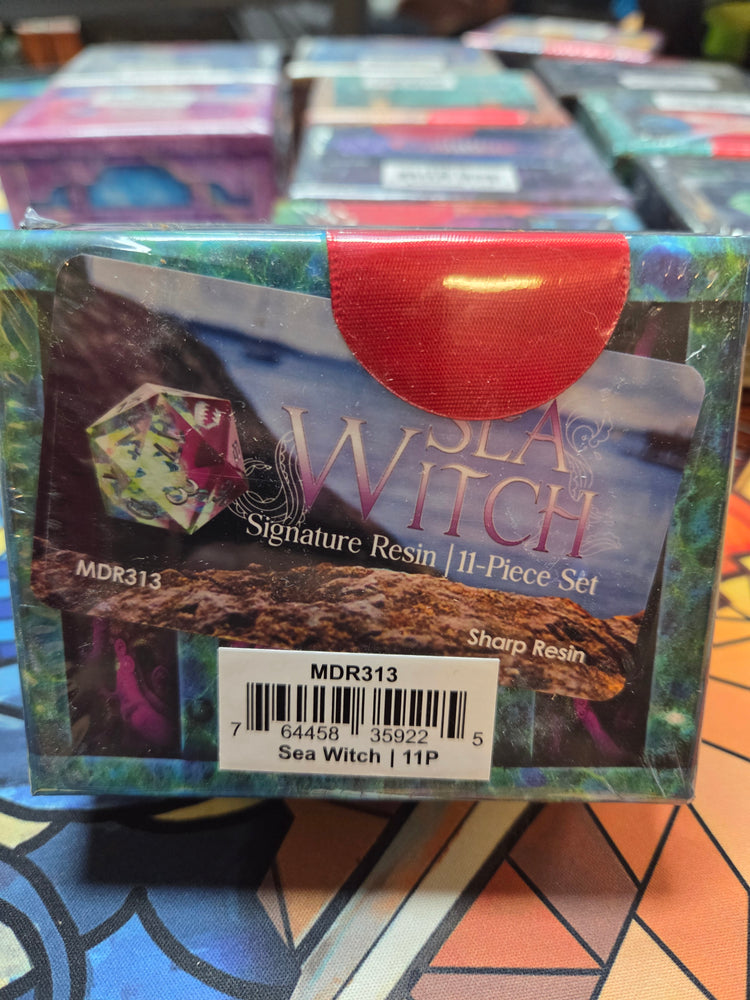 SEA
WITCH
Signature Resin | 11-Piece Set
MDR313
Sharp Resin
MDR313
7 64458 35922 5
Sea Witch | 11P